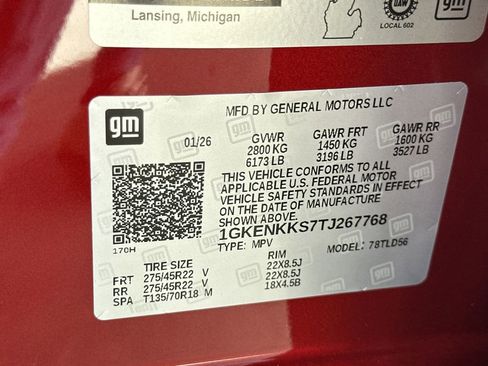 Lansing, Michigan
UAW
LOCAL 602
gm
gm
MFD BY GENERAL MOTORS LLC
01/26 GVWR GAWR FRT GAWR RR
2800 KG 1450 KG 1600 KG
6173 LB 3196 LB 3527 LB
THIS VEHICLE CONFORMS TO ALL
APPLICABLE U.S. FEDERAL MOTOR
VEHICLE SAFETY STANDARDS IN EFFECT
ON THE DATE OF MANUFACTURE
SHOWN ABOVE.
1GKENKKS7TJ267768
170H TYPE: MPV MODEL: 78TLD56
TIRE SIZE RIM
FRT 275/45R22 V 22X8.5J
RR 275/45R22 V 22X8.5J
SPA T135/70R18 M 18X4.5B